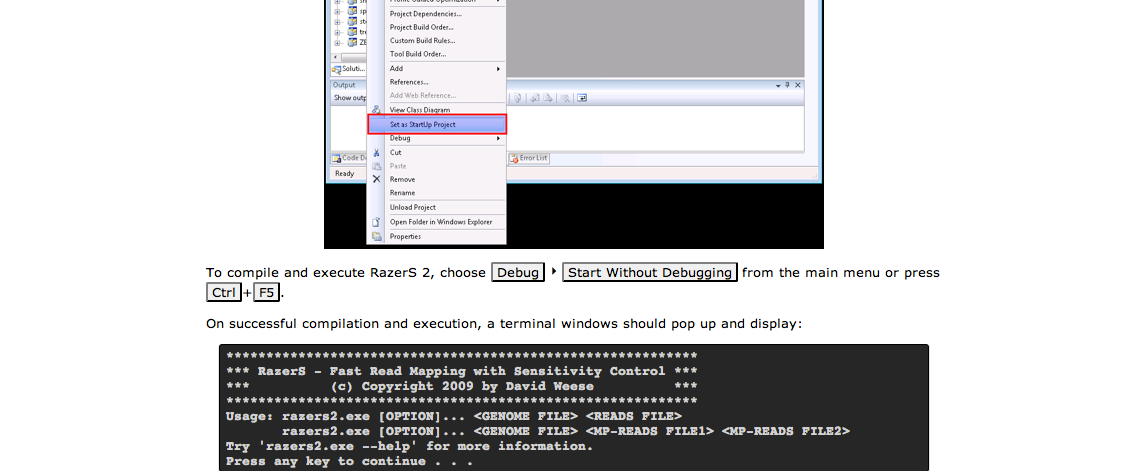 Project Dependencies...
Project Build Order...
Custom Build Rules...
Tool Build Order...
Soluti...
Add
References...
Add Web Reference...
Output
Show outp
View Class Diagram
Set as StartUp Project
Debug
Cut
Code D
Error List
Paste
Ready
Remove
Rename
Unload Project
Open Folder in Windows Explorer
Properties
To compile and execute RazerS 2, choose Debug ‣ Start Without Debugging from the main menu or press
Ctrl+F5.
On successful compilation and execution, a terminal windows should pop up and display:
************************************************************
*** RazerS - Fast Read Mapping with Sensitivity Control ***
*** (c) Copyright 2009 by David Weese ***
************************************************************
Usage: razers2.exe [OPTION]... <GENOME FILE> <READS FILE>
razers2.exe [OPTION]... <GENOME FILE> <MP-READS FILE1> <MP-READS FILE2>
Try 'razers2.exe --help' for more information.
Press any key to continue . . .